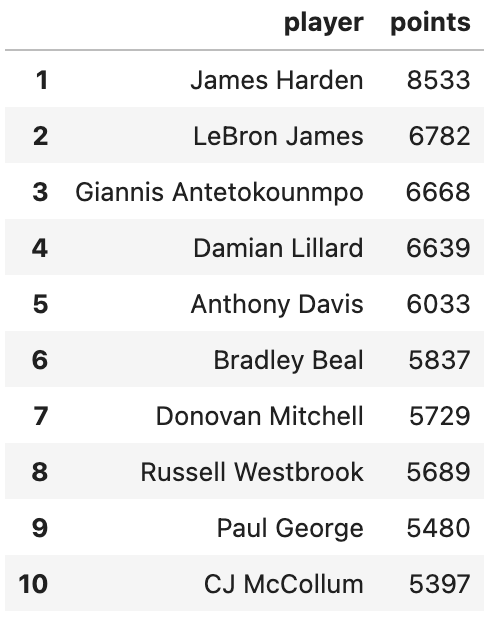 player points
1 James Harden 8533
2 LeBron James 6782
3 Giannis Antetokounmpo 6668
4 Damian Lillard 6639
5 Anthony Davis 6033
6 Bradley Beal 5837
7 Donovan Mitchell 5729
8 Russell Westbrook 5689
9 Paul George 5480
10 CJ McCollum 5397